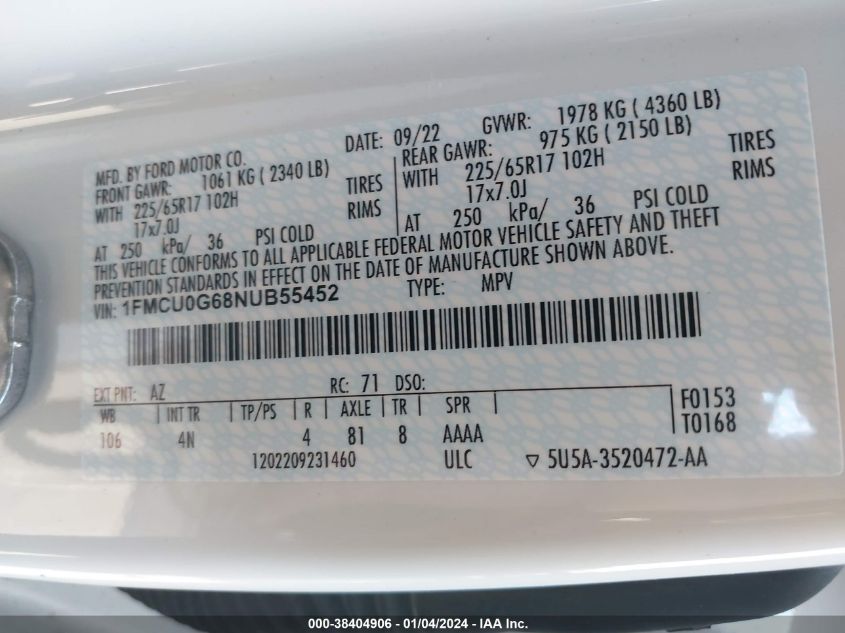 MFD. BY FORD MOTOR CO.
DATE: 09/22 GVWR: 1978 KG ( 4360 LB)
FRONT GAWR: 1061 KG ( 2340 LB)
WITH 225/65R17 102H TIRES
17x7.0J RIMS
AT 250 kPa/ 36 PSI COLD
REAR GAWR: 975 KG ( 2150 LB)
WITH 225/65R17 102H TIRES
17x7.0J RIMS
AT 250 kPa/ 36 PSI COLD
THIS VEHICLE CONFORMS TO ALL APPLICABLE FEDERAL MOTOR VEHICLE SAFETY AND THEFT
PREVENTION STANDARDS IN EFFECT ON THE DATE OF MANUFACTURE SHOWN ABOVE.
VIN: 1FMCU0G68NUB55452 TYPE: MPV
EXT PNT: AZ RC: 71 DSO:
WB INT TR TP/PS R AXLE TR SPR
106 4N 4 81 8 AAAA
F0153
T0168
1202209231460 ULC ▽ 5U5A-3520472-AA
000-38404906 - 01/04/2024 - IAA Inc.